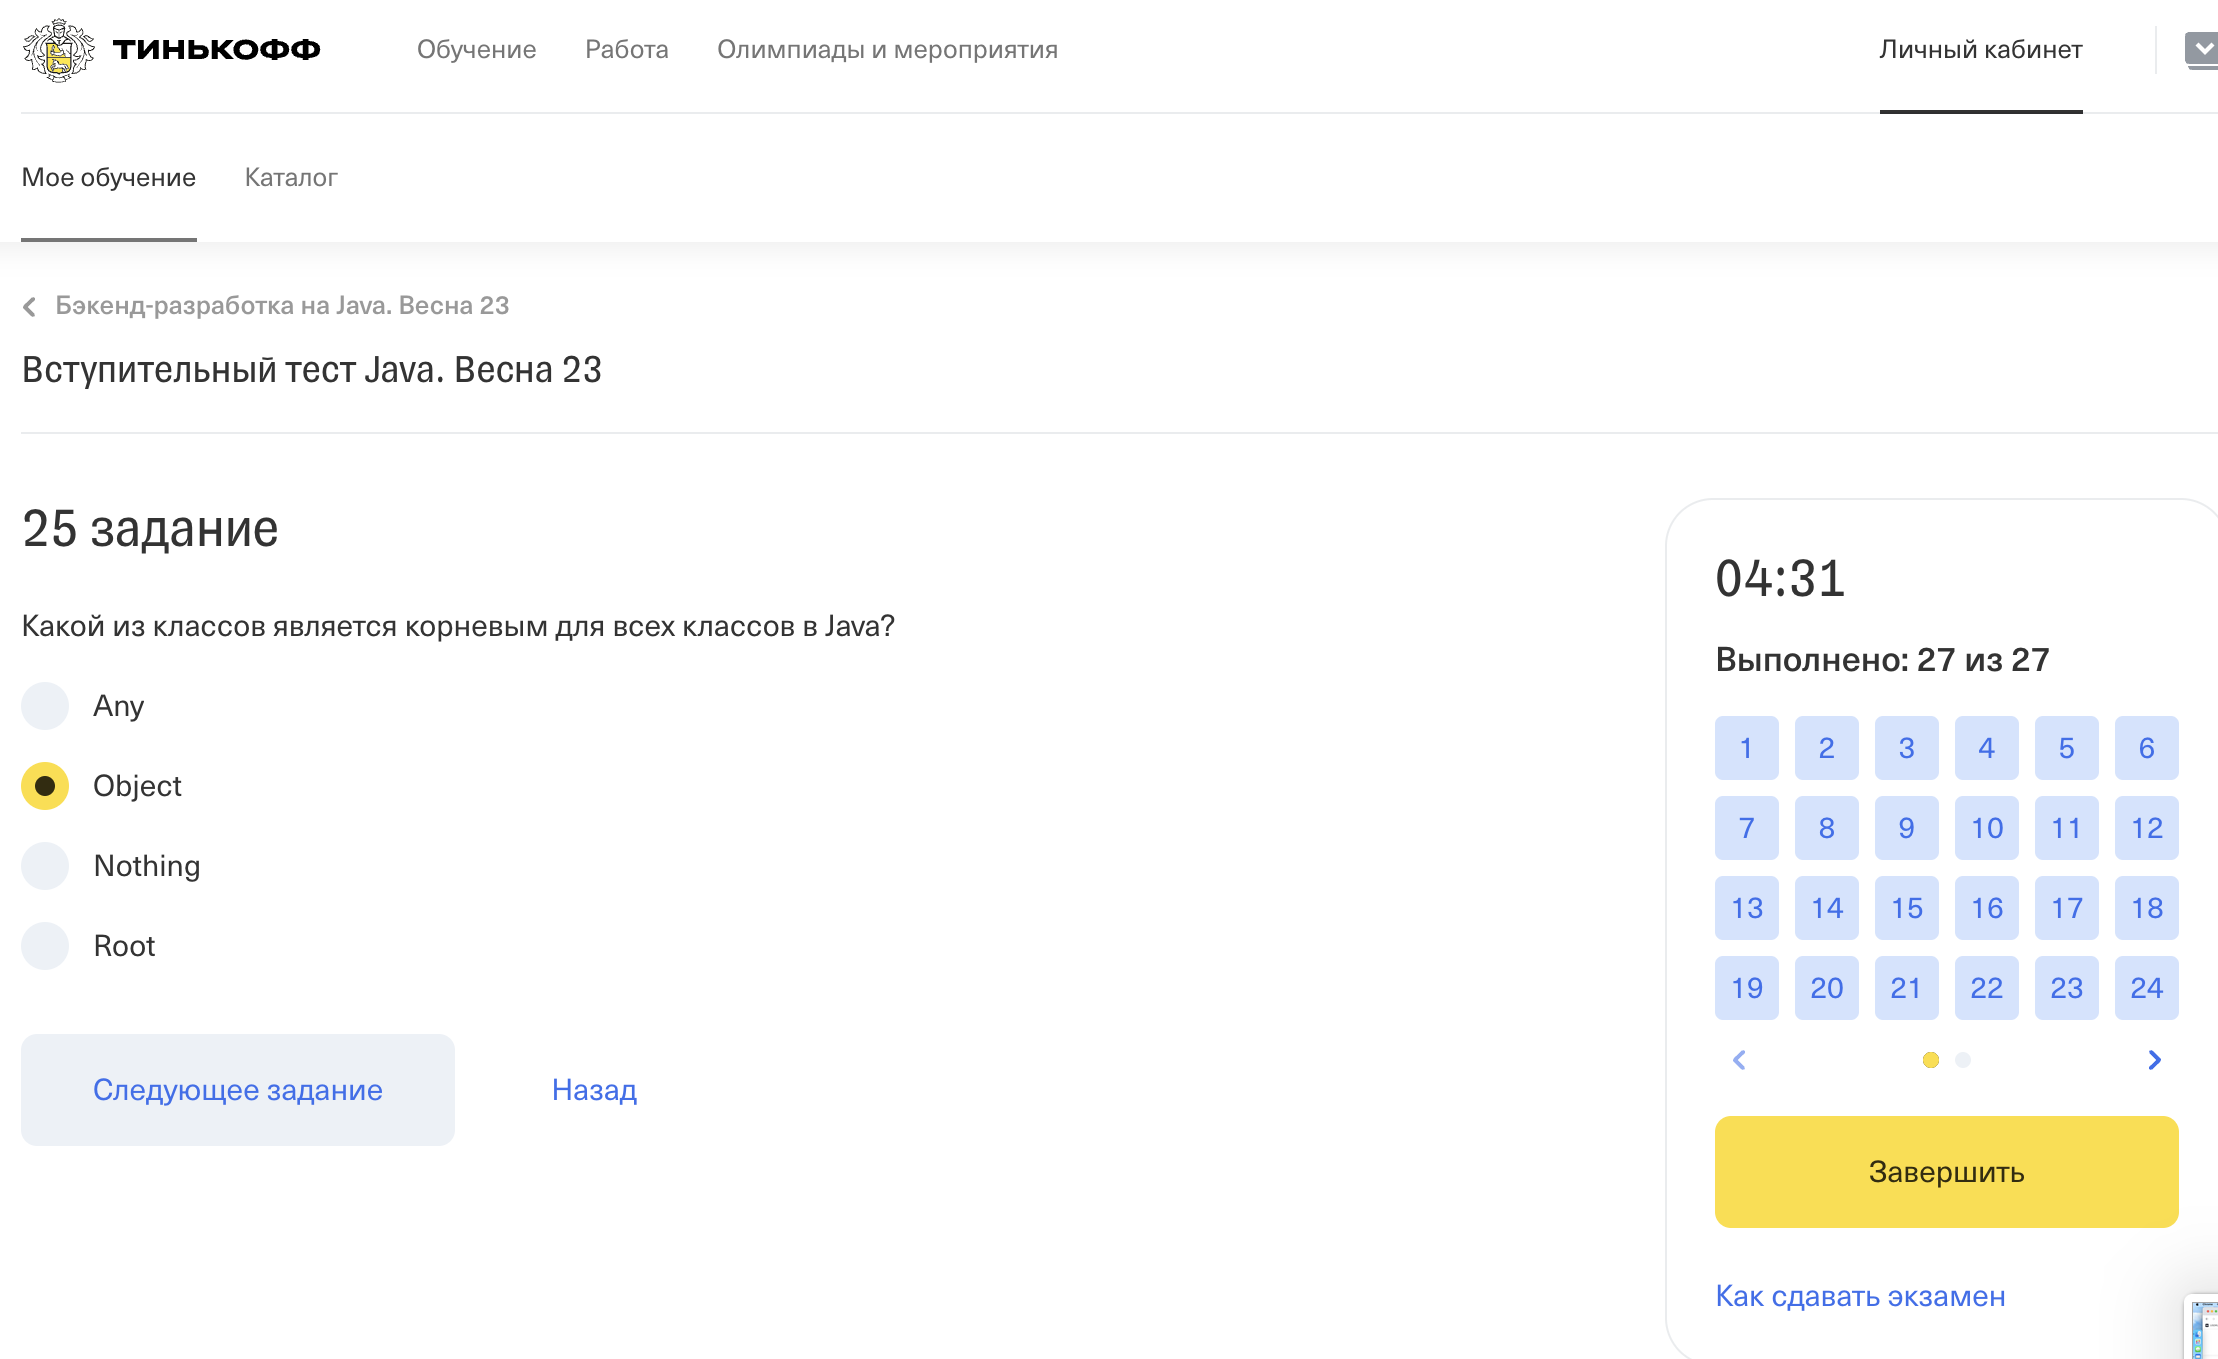 ТИНЬКОФФ
Обучение
Работа
Олимпиады и мероприятия
Личный кабинет
Мое обучение
Каталог
Бэкенд-разработка на Java. Весна 23
Вступительный тест Java. Весна 23
25 задание
Какой из классов является корневым для всех классов в Java?
Any
Object
Nothing
Root
Следующее задание
Назад
04:31
Выполнено: 27 из 27
1 2 3 4 5 6
7 8 9 10 11 12
13 14 15 16 17 18
19 20 21 22 23 24
Завершить
Как сдавать экзамен